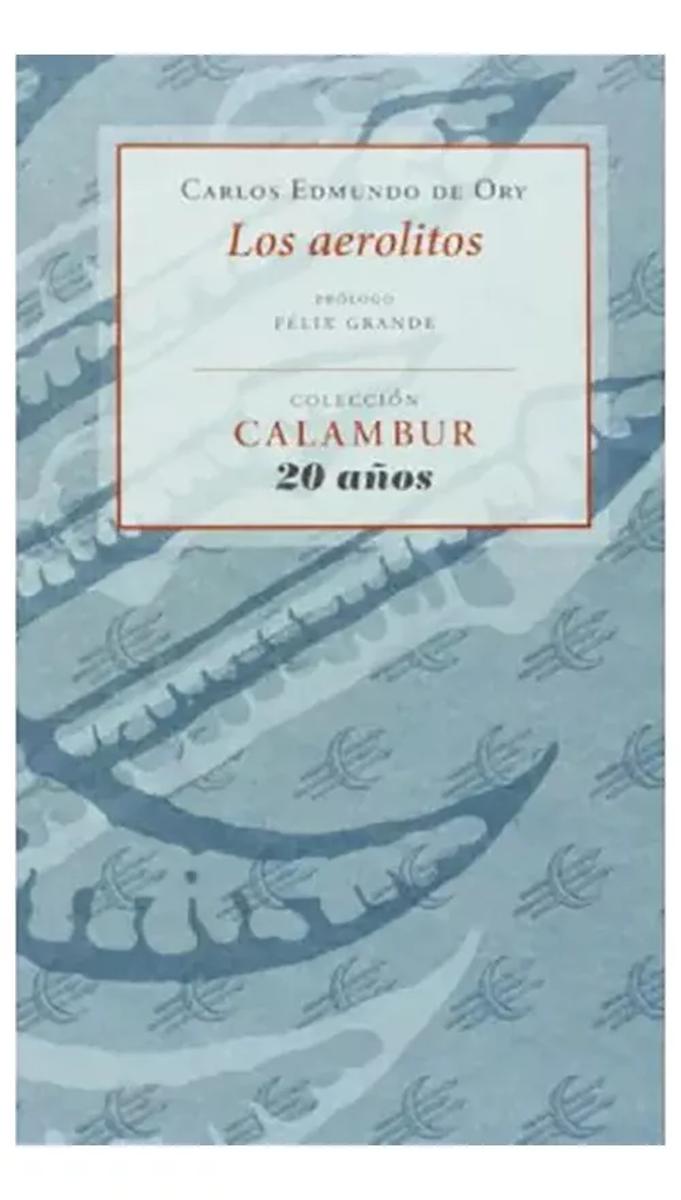 CARLOS EDMUNDO DE ORY
Los aerolitos
PRÓLOGO
FÉLIX GRANDE
COLECCIÓN
CALAMBUR
20 años